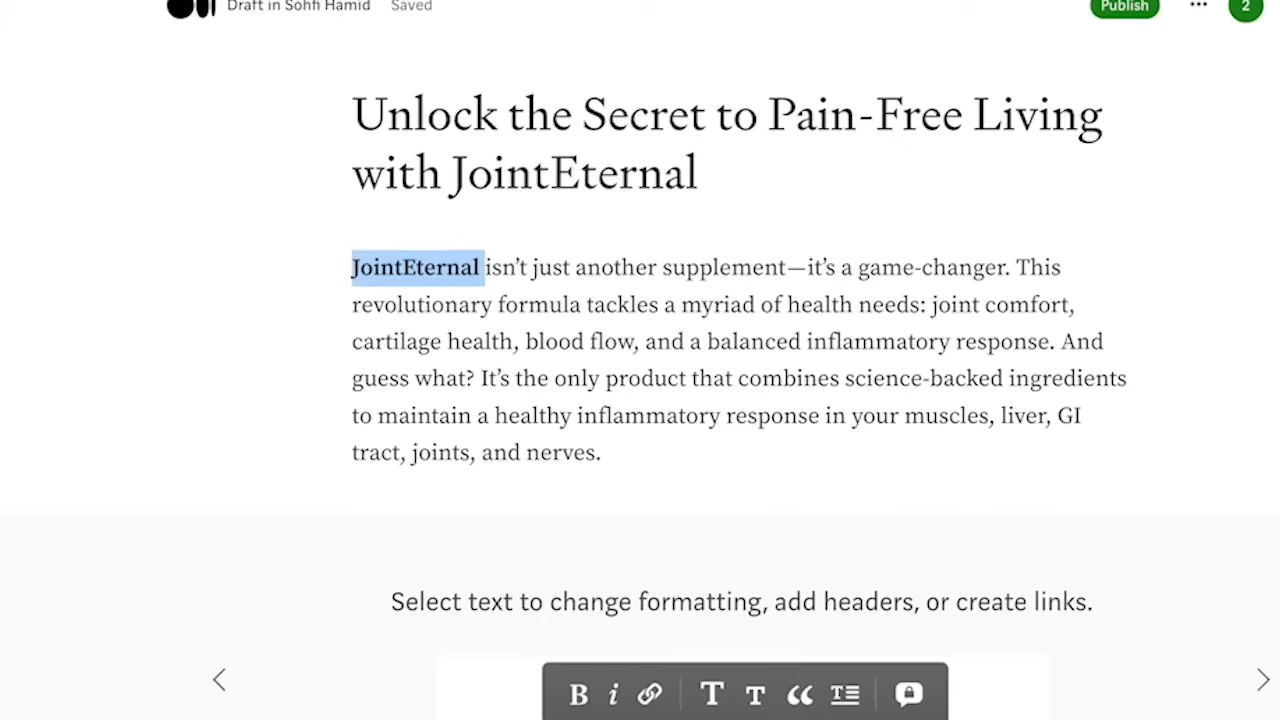 Draft in Sohfi Hamid Saved Publish ... 2
Unlock the Secret to Pain-Free Living
with JointEternal
JointEternal isn’t just another supplement—it’s a game-changer. This
revolutionary formula tackles a myriad of health needs: joint comfort,
cartilage health, blood flow, and a balanced inflammatory response. And
guess what? It’s the only product that combines science-backed ingredients
to maintain a healthy inflammatory response in your muscles, liver, GI
tract, joints, and nerves.
Select text to change formatting, add headers, or create links.
B i T T